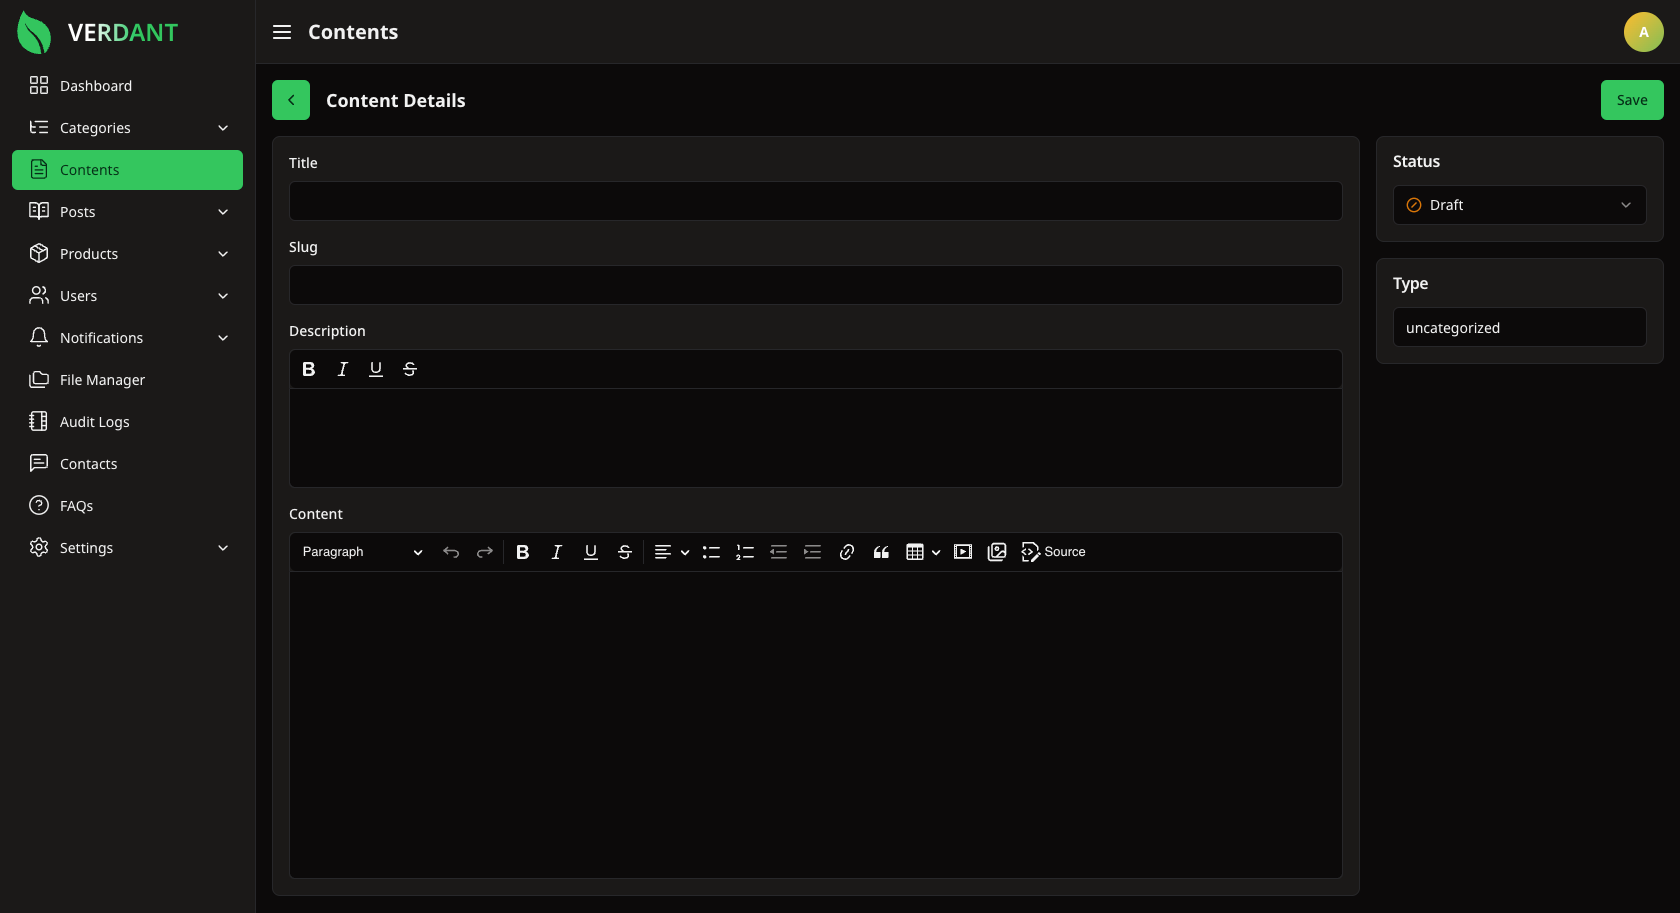 VERDANT
Dashboard
Categories
Contents
Posts
Products
Users
Notifications
File Manager
Audit Logs
Contacts
FAQs
Settings
Contents
A
Content Details
Save
Title
Slug
Description
Content
Paragraph
Source
Status
Draft
Type
uncategorized